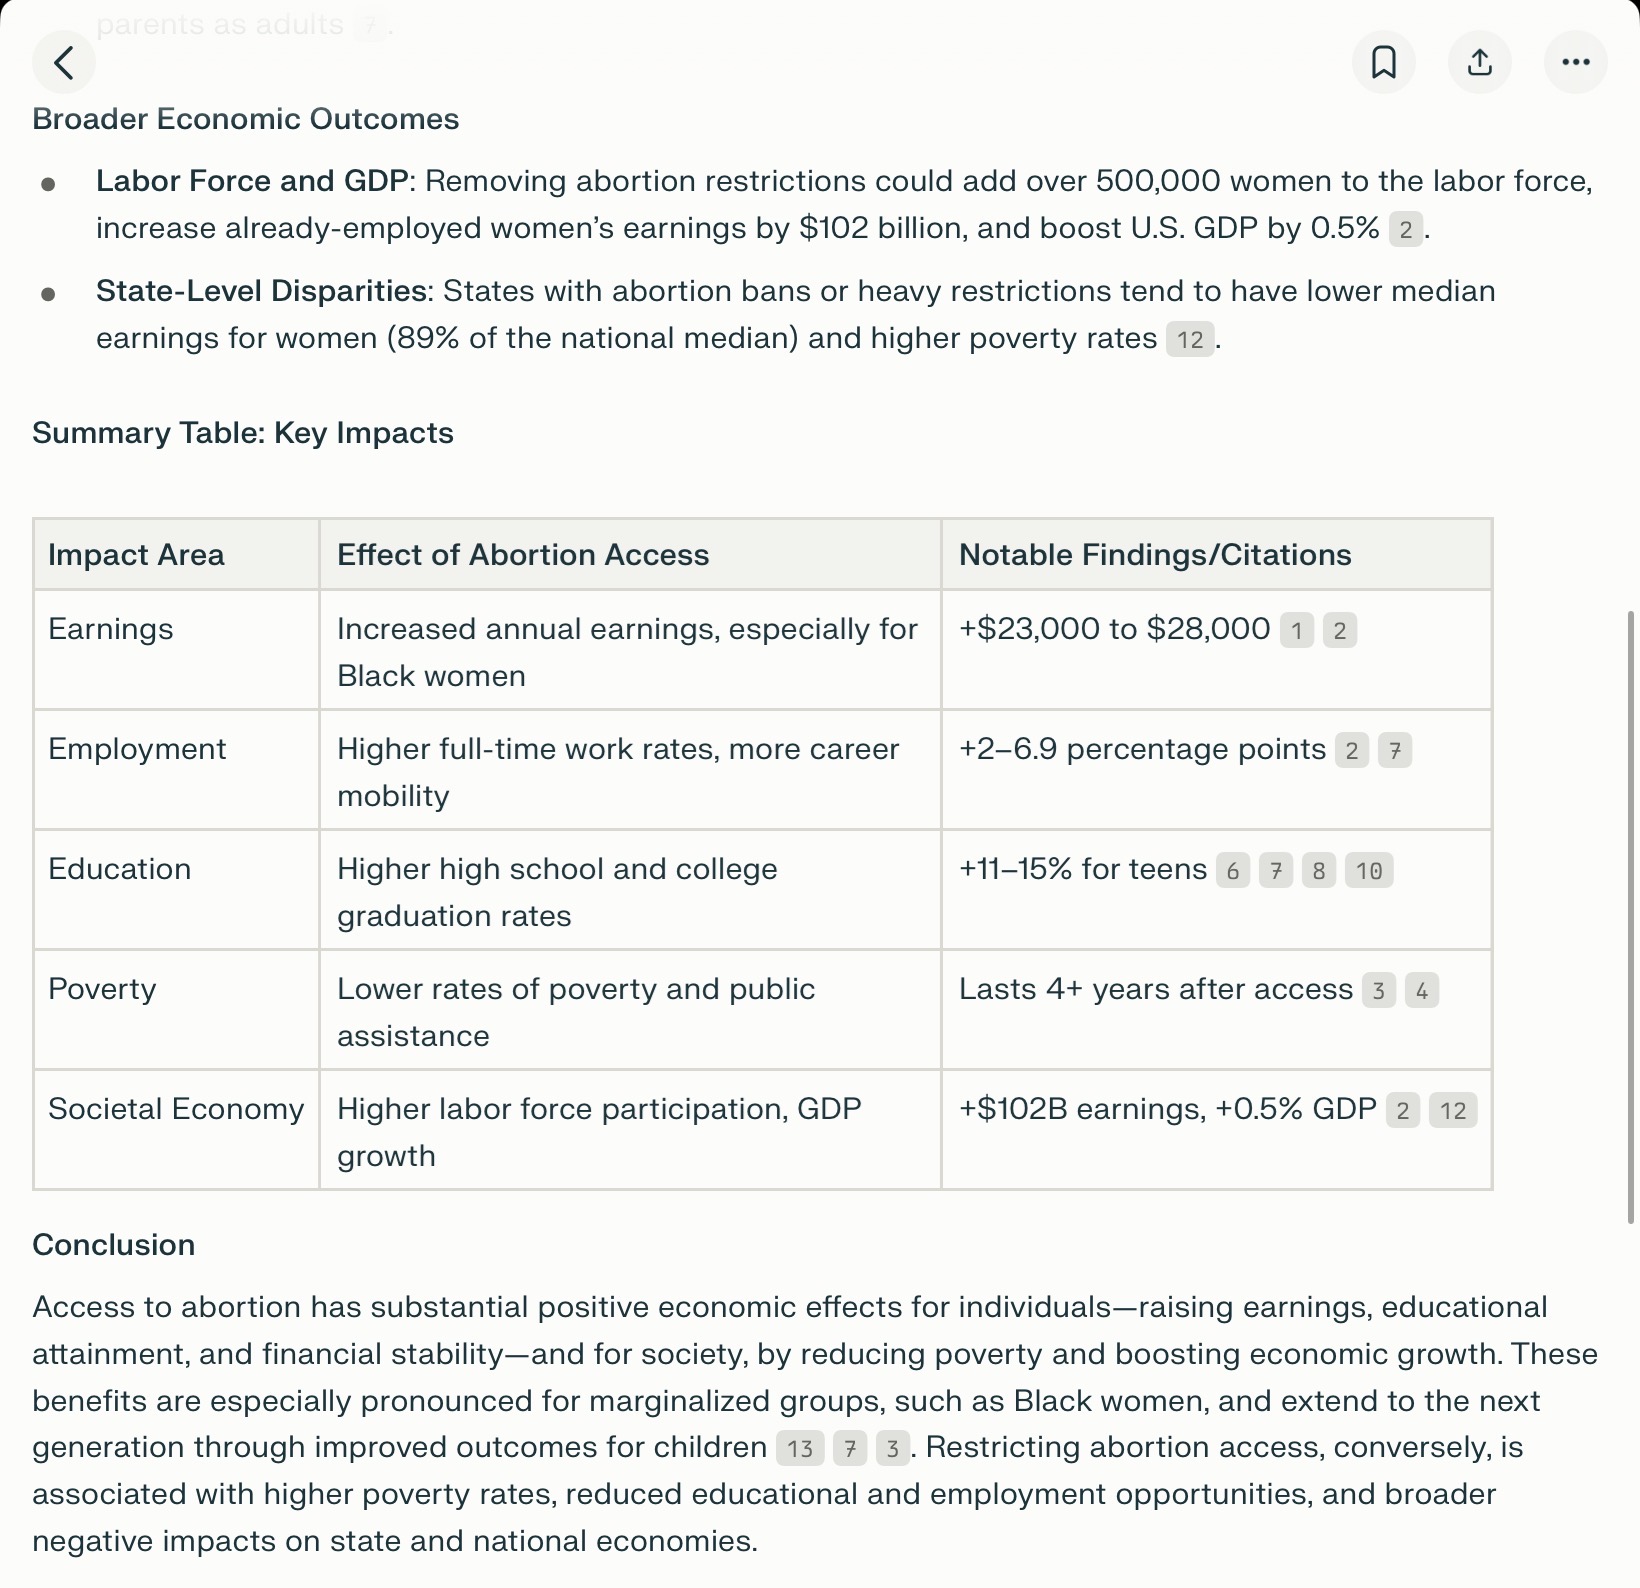 parents as adults 7.
Broader Economic Outcomes
• Labor Force and GDP: Removing abortion restrictions could add over 500,000 women to the labor force,
increase already-employed women’s earnings by $102 billion, and boost U.S. GDP by 0.5% 2.
• State-Level Disparities: States with abortion bans or heavy restrictions tend to have lower median
earnings for women (89% of the national median) and higher poverty rates 12.
Summary Table: Key Impacts
Impact Area
Effect of Abortion Access
Notable Findings/Citations
Earnings
Increased annual earnings, especially for
Black women
+$23,000 to $28,000 1 2
Employment
Higher full-time work rates, more career
mobility
+2–6.9 percentage points 2 7
Education
Higher high school and college
graduation rates
+11–15% for teens 6 7 8 10
Poverty
Lower rates of poverty and public
assistance
Lasts 4+ years after access 3 4
Societal Economy
Higher labor force participation, GDP
growth
+$102B earnings, +0.5% GDP 2 12
Conclusion
Access to abortion has substantial positive economic effects for individuals—raising earnings, educational
attainment, and financial stability—and for society, by reducing poverty and boosting economic growth. These
benefits are especially pronounced for marginalized groups, such as Black women, and extend to the next
generation through improved outcomes for children 13 7 3. Restricting abortion access, conversely, is
associated with higher poverty rates, reduced educational and employment opportunities, and broader
negative impacts on state and national economies.